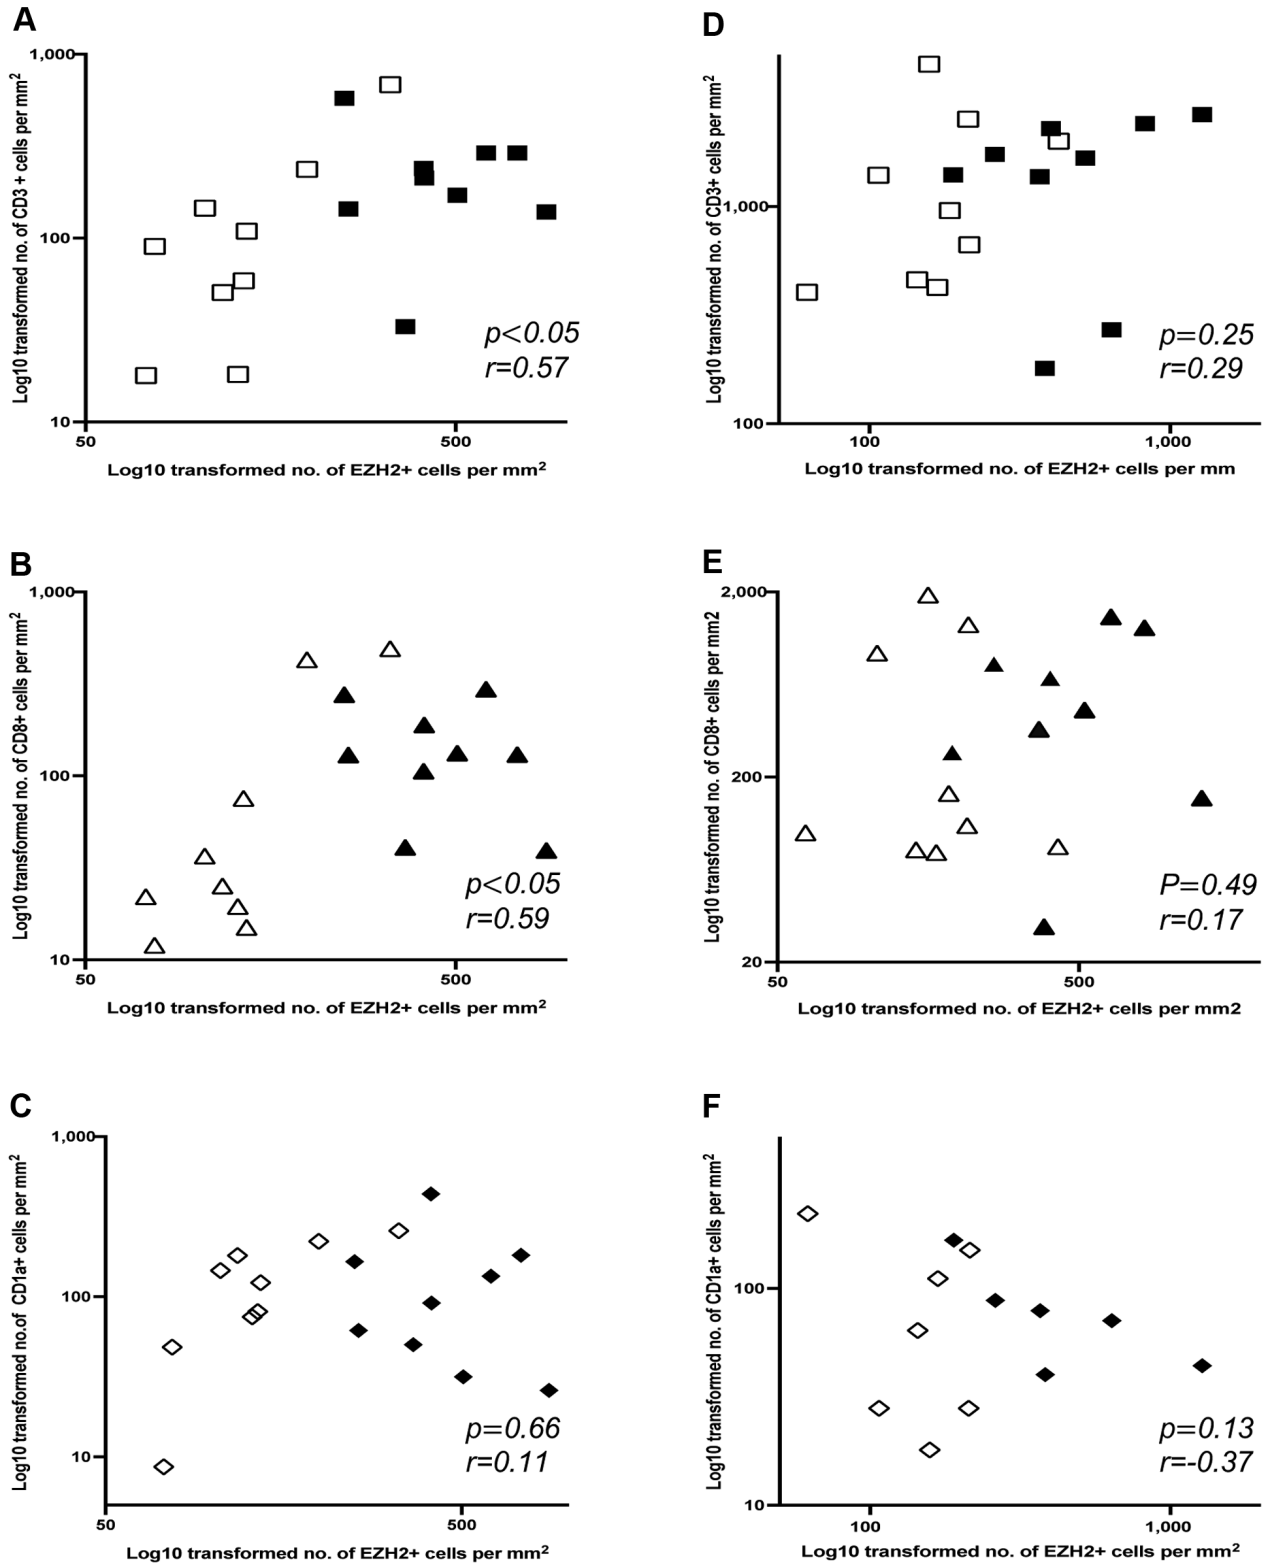 A
1,000
100
10
50
500
Log10 transformed no. of CD3 + cells per mm2
p<0.05
r=0.57
Log10 transformed no. of EZH2+ cells per mm2
D
1,000
100
100
1,000
Log10 transformed no. of CD3+ cells per mm2
p=0.25
r=0.29
Log10 transformed no. of EZH2+ cells per mm
B
1,000
100
10
50
500
Log10 transformed no. of CD8+ cells per mm2
p<0.05
r=0.59
Log10 transformed no. of EZH2+ cells per mm2
E
2,000
200
20
50
500
Log10 transformed no. of CD8+ cells per mm2
P=0.49
r=0.17
Log10 transformed no. of EZH2+ cells per mm2
C
1,000
100
10
50
500
Log10 transformed no.of CD1a+ cells per mm2
p=0.66
r=0.11
Log10 transformed no. of EZH2+ cells per mm2
F
100
10
100
1,000
Log10 transformed no. of CD1a+ cells per mm2
p=0.13
r=-0.37
Log10 transformed no. of EZH2+ cells per mm2